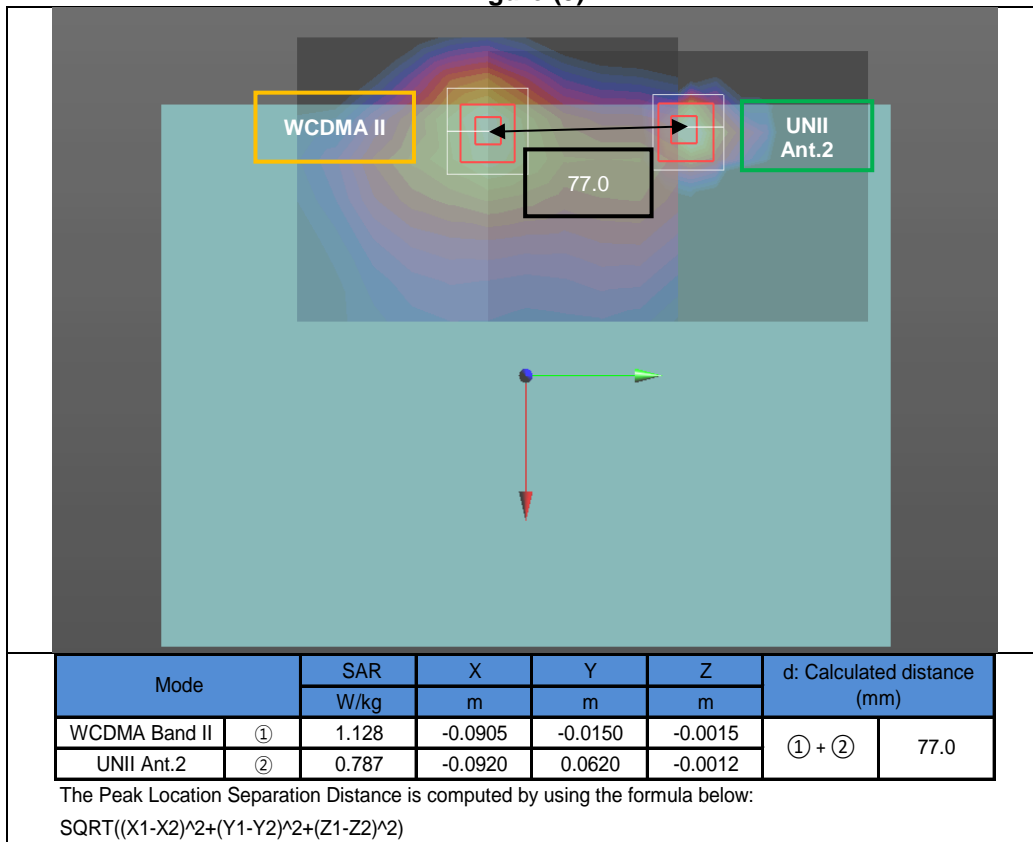 WCDMA II
UNII
Ant.2
77.0
Mode SAR X Y Z d: Calculated distance
(mm)
W/kg m m m
WCDMA Band II ① 1.128 -0.0905 -0.0150 -0.0015 ① + ② 77.0
UNII Ant.2 ② 0.787 -0.0920 0.0620 -0.0012
The Peak Location Separation Distance is computed by using the formula below:
SQRT((X1-X2)^2+(Y1-Y2)^2+(Z1-Z2)^2)